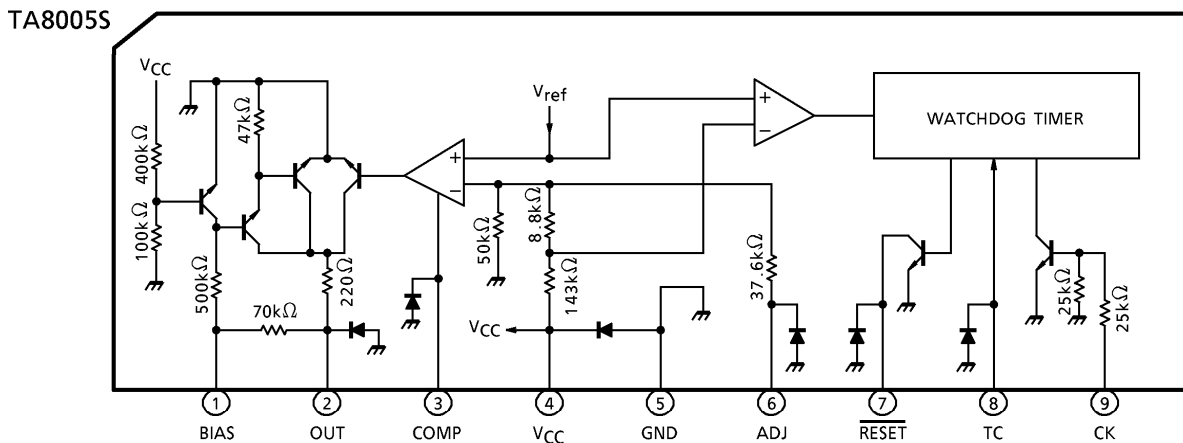 TA8005S
VCC
Vref
WATCHDOG TIMER
47kΩ
400kΩ
100kΩ
500kΩ
70kΩ
220Ω
50kΩ
8.8kΩ
143kΩ
VCC
37.6kΩ
25kΩ
25kΩ
+
−
+
−
1 2 3 4 5 6 7 8 9
BIAS OUT COMP VCC GND ADJ RESET TC CK